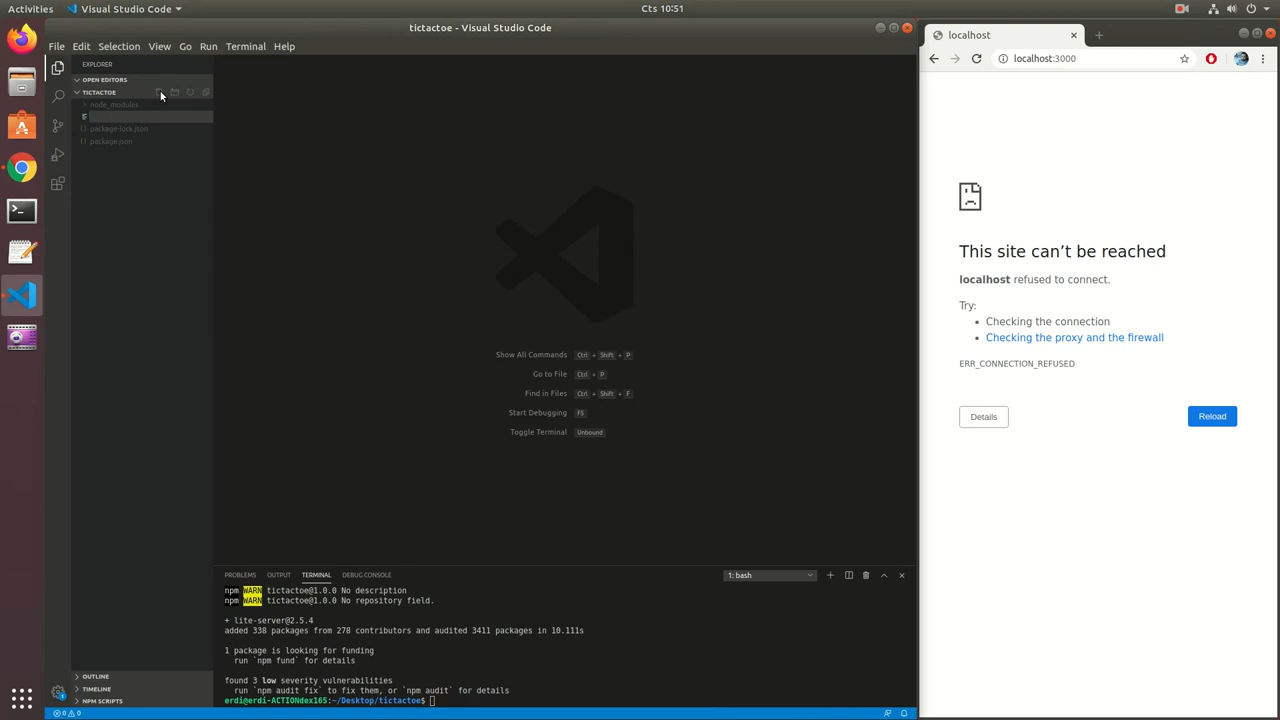 Activities
Visual Studio Code
Cts 10:51
tictactoe - Visual Studio Code
File Edit Selection View Go Run Terminal Help
EXPLORER
OPEN EDITORS
TICTACTOE
node_modules
package-lock.json
package.json
Show All Commands Ctrl + Shift + P
Go to File Ctrl + P
Find in Files Ctrl + Shift + F
Start Debugging F5
Toggle Terminal Unbound
PROBLEMS OUTPUT TERMINAL DEBUG CONSOLE
1: bash
npm WARN tictactoe@1.0.0 No description
npm WARN tictactoe@1.0.0 No repository field.
+ lite-server@2.5.4
added 338 packages from 278 contributors and audited 3411 packages in 10.111s
1 package is looking for funding
run `npm fund` for details
found 3 low severity vulnerabilities
run `npm audit fix` to fix them, or `npm audit` for details
erdi@erdi-ACTIONdex165:~/Desktop/tictactoe$
OUTLINE
TIMELINE
NPM SCRIPTS
1
0 0
localhost
localhost:3000
This site can’t be reached
localhost refused to connect.
Try:
• Checking the connection
• Checking the proxy and the firewall
ERR_CONNECTION_REFUSED
Details
Reload